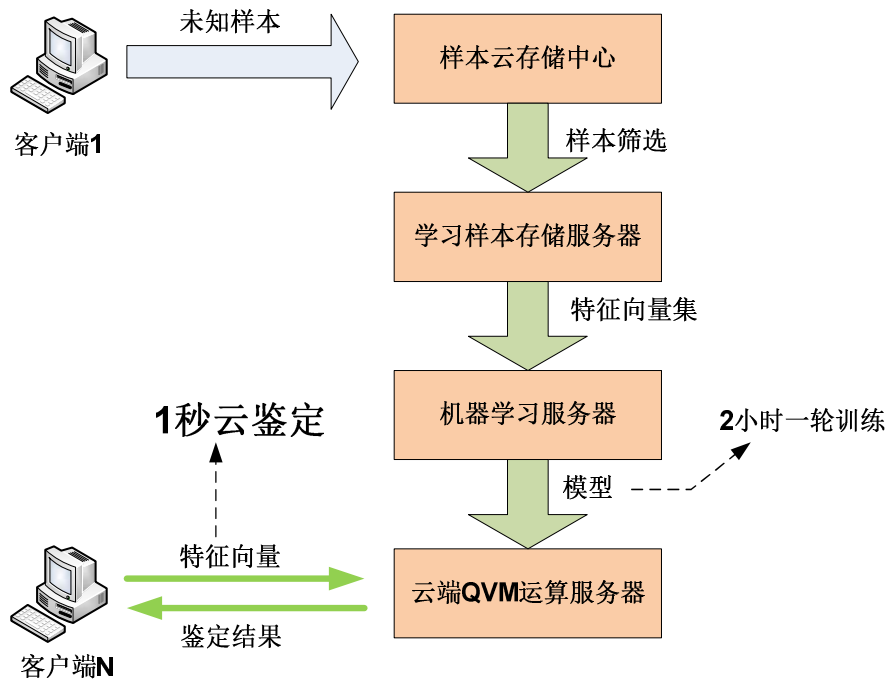 未知样本
样本云存储中心
客户端1
样本筛选
学习样本存储服务器
特征向量集
机器学习服务器
1秒云鉴定
2小时一轮训练
模型
特征向量
云端QVM运算服务器
鉴定结果
客户端N